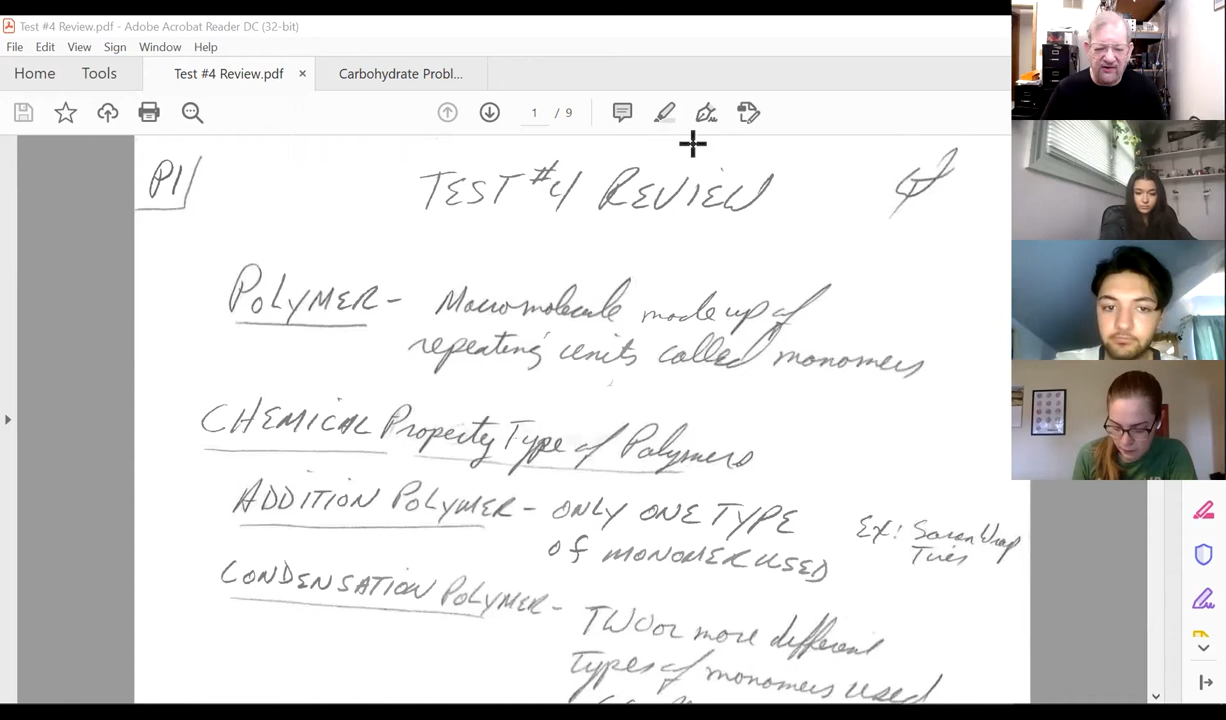 Test #4 Review.pdf - Adobe Acrobat Reader DC (32-bit)
File Edit View Sign Window Help
Home Tools Test #4 Review.pdf × Carbohydrate Probl...
1 / 9
P1
TEST #4 REVIEW
POLYMER - Macromolecule made up of
repeating units called monomers
CHEMICAL Property Type of Polymers
ADDITION POLYMER - ONLY ONE TYPE
of MONOMER USED
Ex: Saran Wrap
Tires
CONDENSATION POLYMER -
TWO or more different
Types of monomers used